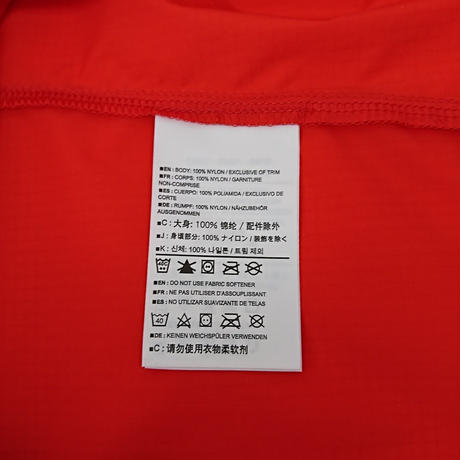 ■EN: BODY: 100% NYLON / EXCLUSIVE OF TRIM
■FR: CORPS: 100% NYLON / GARNITURE
NON-COMPRISE
■ES: CUERPO: 100% POLIAMIDA / EXCLUSIVO DE
CORTE
■DE: RUMPF: 100% NYLON / NÄHZUBEHÖR
AUSGENOMMEN
■C: 大身: 100% 锦纶 / 配件除外
■J: 身頃部分: 100% ナイロン / 装飾を除く
■K: 신체: 100% 나일론 / 트림 제외
■EN: DO NOT USE FABRIC SOFTENER
■FR: NE PAS UTILISER D'ASSOUPLISSANT
■ES: NO UTILIZAR SUAVIZANTE DE TELAS
40
■DE: KEINEN WEICHSPÜLER VERWENDEN
■C: 请勿使用衣物柔软剂